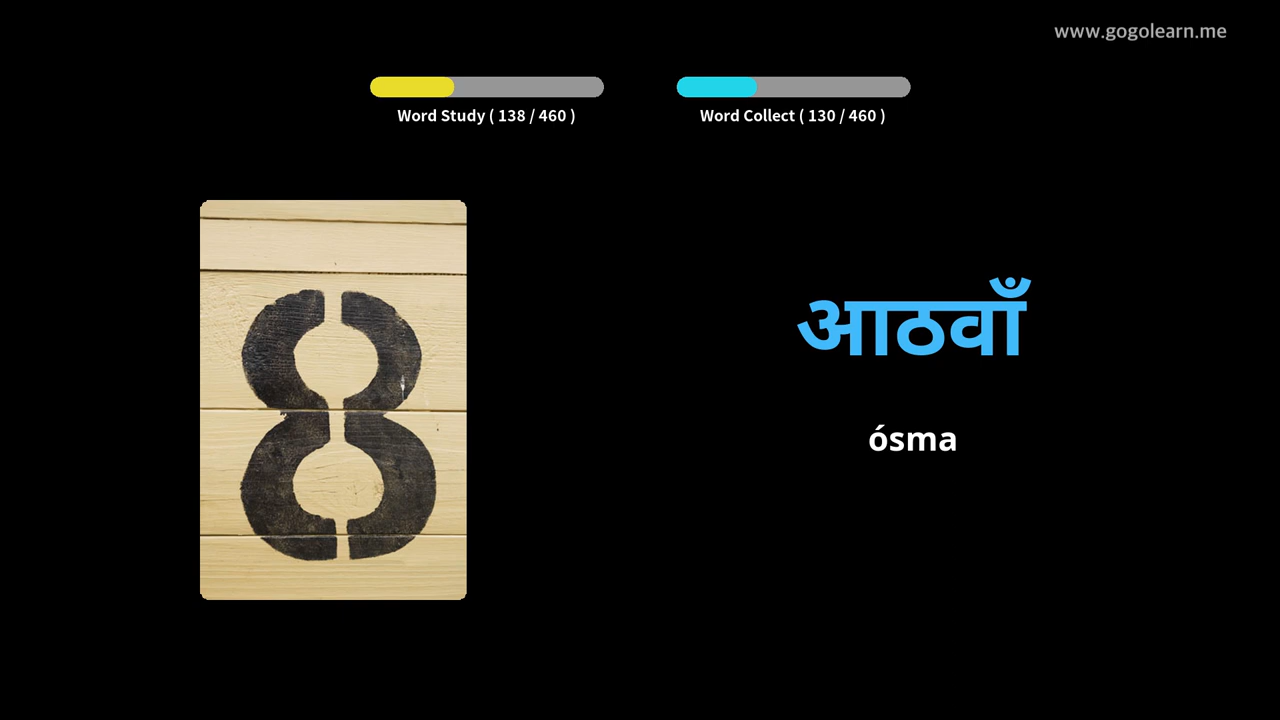 www.gogolearn.me
Word Study ( 138 / 460 )
Word Collect ( 130 / 460 )
8
आठवाँ
ósma